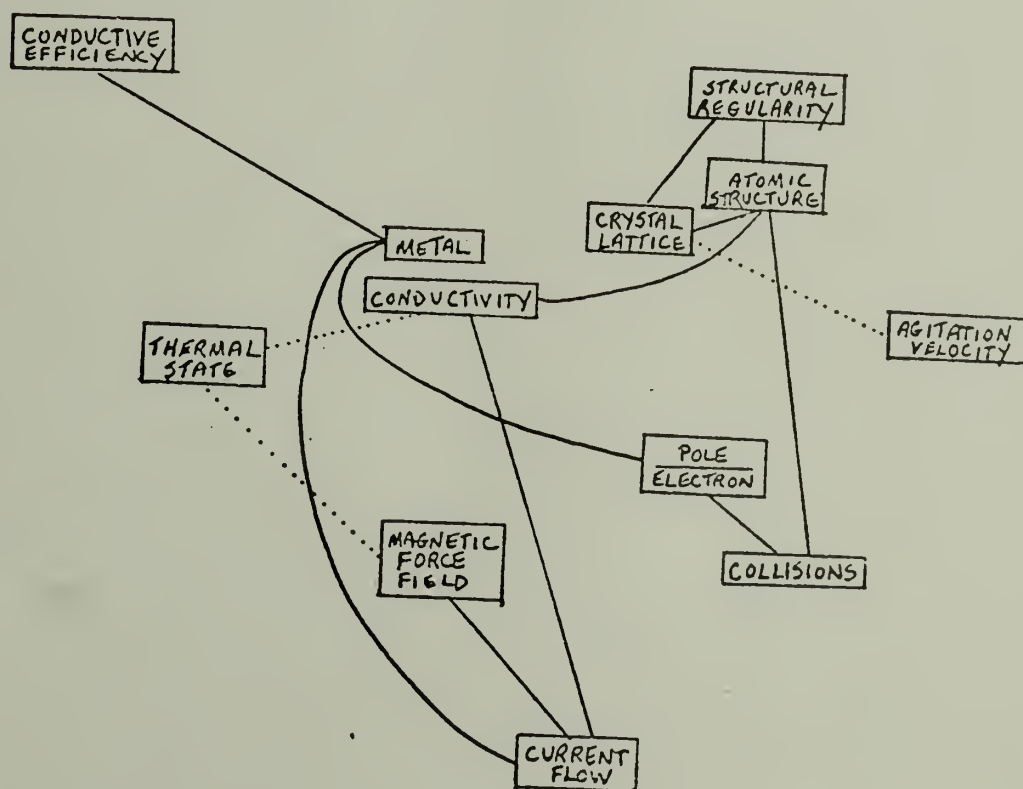 CONDUCTIVE
EFFICIENCY
STRUCTURAL
REGULARITY
ATOMIC
STRUCTURE
CRYSTAL
LATTICE
METAL
CONDUCTIVITY
THERMAL
STATE
AGITATION
VELOCITY
POLE
ELECTRON
MAGNETIC
FORCE
FIELD
COLLISIONS
CURRENT
FLOW